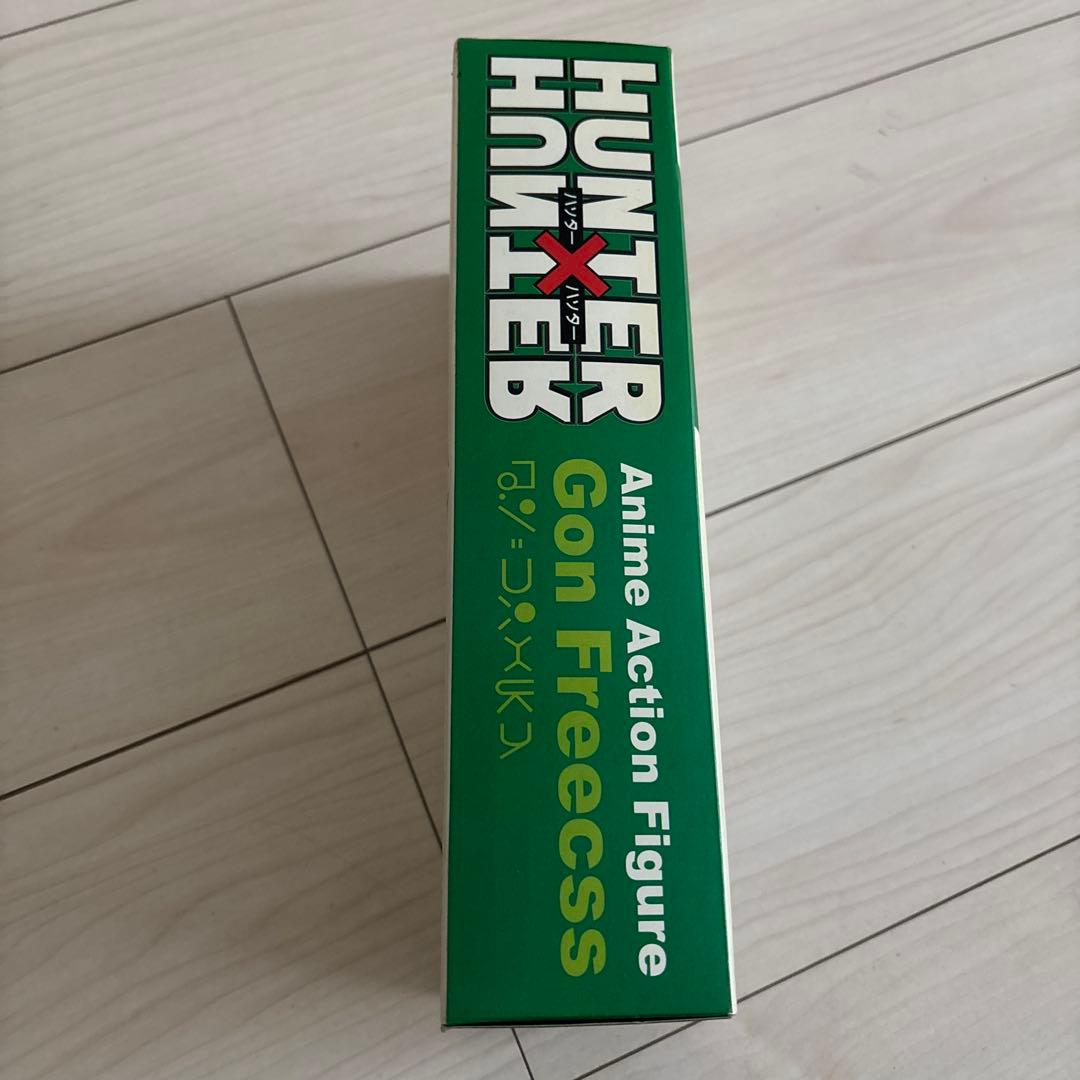 HUNTER
ハンター×ハンター
HUNTER
Anime Action Figure
Gon Freecss